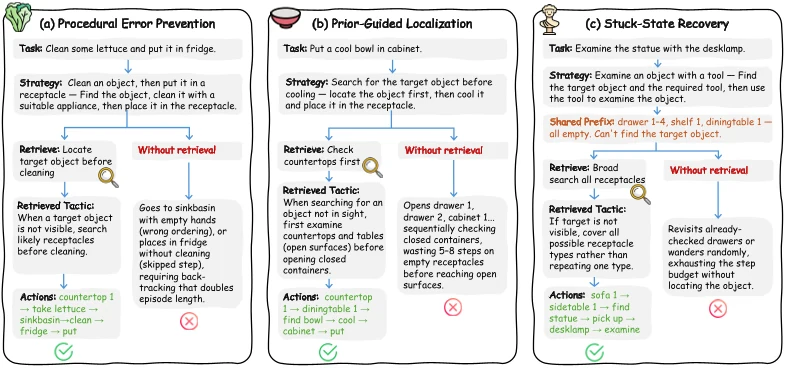 (a) Procedural Error Prevention
Task: Clean some lettuce and put it in fridge.
Strategy: Clean an object, then put it in a
receptacle — Find the object, clean it with a
suitable appliance, then place it in the receptacle.
Retrieve: Locate
target object before
cleaning
Without retrieval
Retrieved Tactic:
When a target object
is not visible, search
likely receptacles
before cleaning.
Goes to sinkbasin
with empty hands
(wrong ordering), or
places in fridge
without cleaning
(skipped step),
requiring back-
tracking that doubles
episode length.
Actions: countertop 1
→ take lettuce →
sinkbasin→clean →
fridge → put
(b) Prior-Guided Localization
Task: Put a cool bowl in cabinet.
Strategy: Search for the target object before
cooling — locate the object first, then cool it
and place it in the receptacle.
Retrieve: Check
countertops first
Without retrieval
Retrieved Tactic:
When searching for an
object not in sight,
first examine
countertops and tables
(open surfaces) before
opening closed
containers.
Opens drawer 1,
drawer 2, cabinet 1...
sequentially checking
closed containers,
wasting 5-8 steps on
empty receptacles
before reaching open
surfaces.
Actions: countertop
1 → diningtable 1 →
find bowl → cool →
cabinet → put
(c) Stuck-State Recovery
Task: Examine the statue with the desklamp.
Strategy: Examine an object with a tool — Find
the target object and the required tool, then use
the tool to examine the object.
Shared Prefix: drawer 1-4, shelf 1, diningtable 1 —
all empty. Can't find the target object.
Retrieve: Broad
search all receptacles
Without retrieval
Retrieved Tactic:
If target is not
visible, cover all
possible receptacle
types rather than
repeating one type.
Revisits already-
checked drawers or
wanders randomly,
exhausting the step
budget without
locating the object.
Actions: sofa 1 →
sidetable 1 → find
statue → pick up →
desklamp → examine